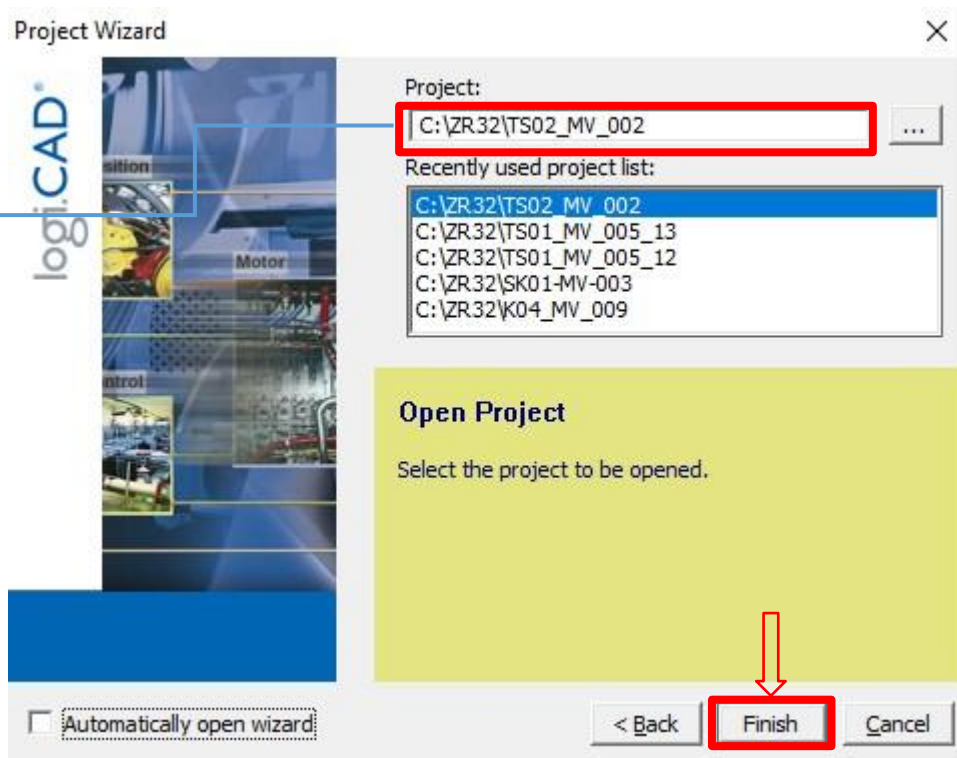 Project Wizard
logi.CAD
sition
Motor
ntrol
Project:
C:\ZR32\TS02_MV_002
...
Recently used project list:
C:\ZR32\TS02_MV_002
C:\ZR32\TS01_MV_005_13
C:\ZR32\TS01_MV_005_12
C:\ZR32\SK01-MV-003
C:\ZR32\K04_MV_009
Open Project
Select the project to be opened.
Automatically open wizard
< Back
Finish
Cancel